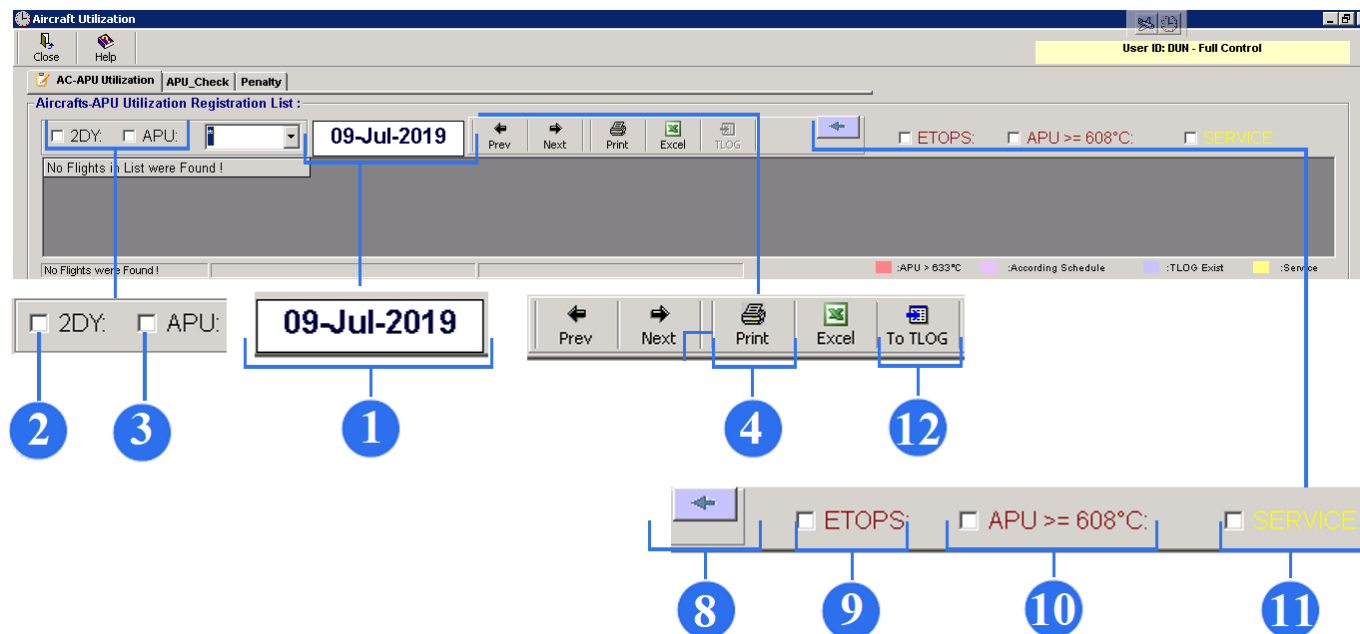 Aircraft Utilization
Close Help
User ID: DUN - Full Control
AC-APU Utilization APU_Check Penalty
Aircrafts-APU Utilization Registration List :
2DY: APU: * 09-Jul-2019 Prev Next Print Excel TLOG ETOPS: APU >= 608°C: SERVICE
No Flights in List were Found !
No Flights were Found ! :APU > 633°C :According Schedule :TLOG Exist :Service
2DY: APU: 09-Jul-2019 Prev Next Print Excel To TLOG
2 3 1 4 12
ETOPS: APU >= 608°C: SERVICE
8 9 10 11